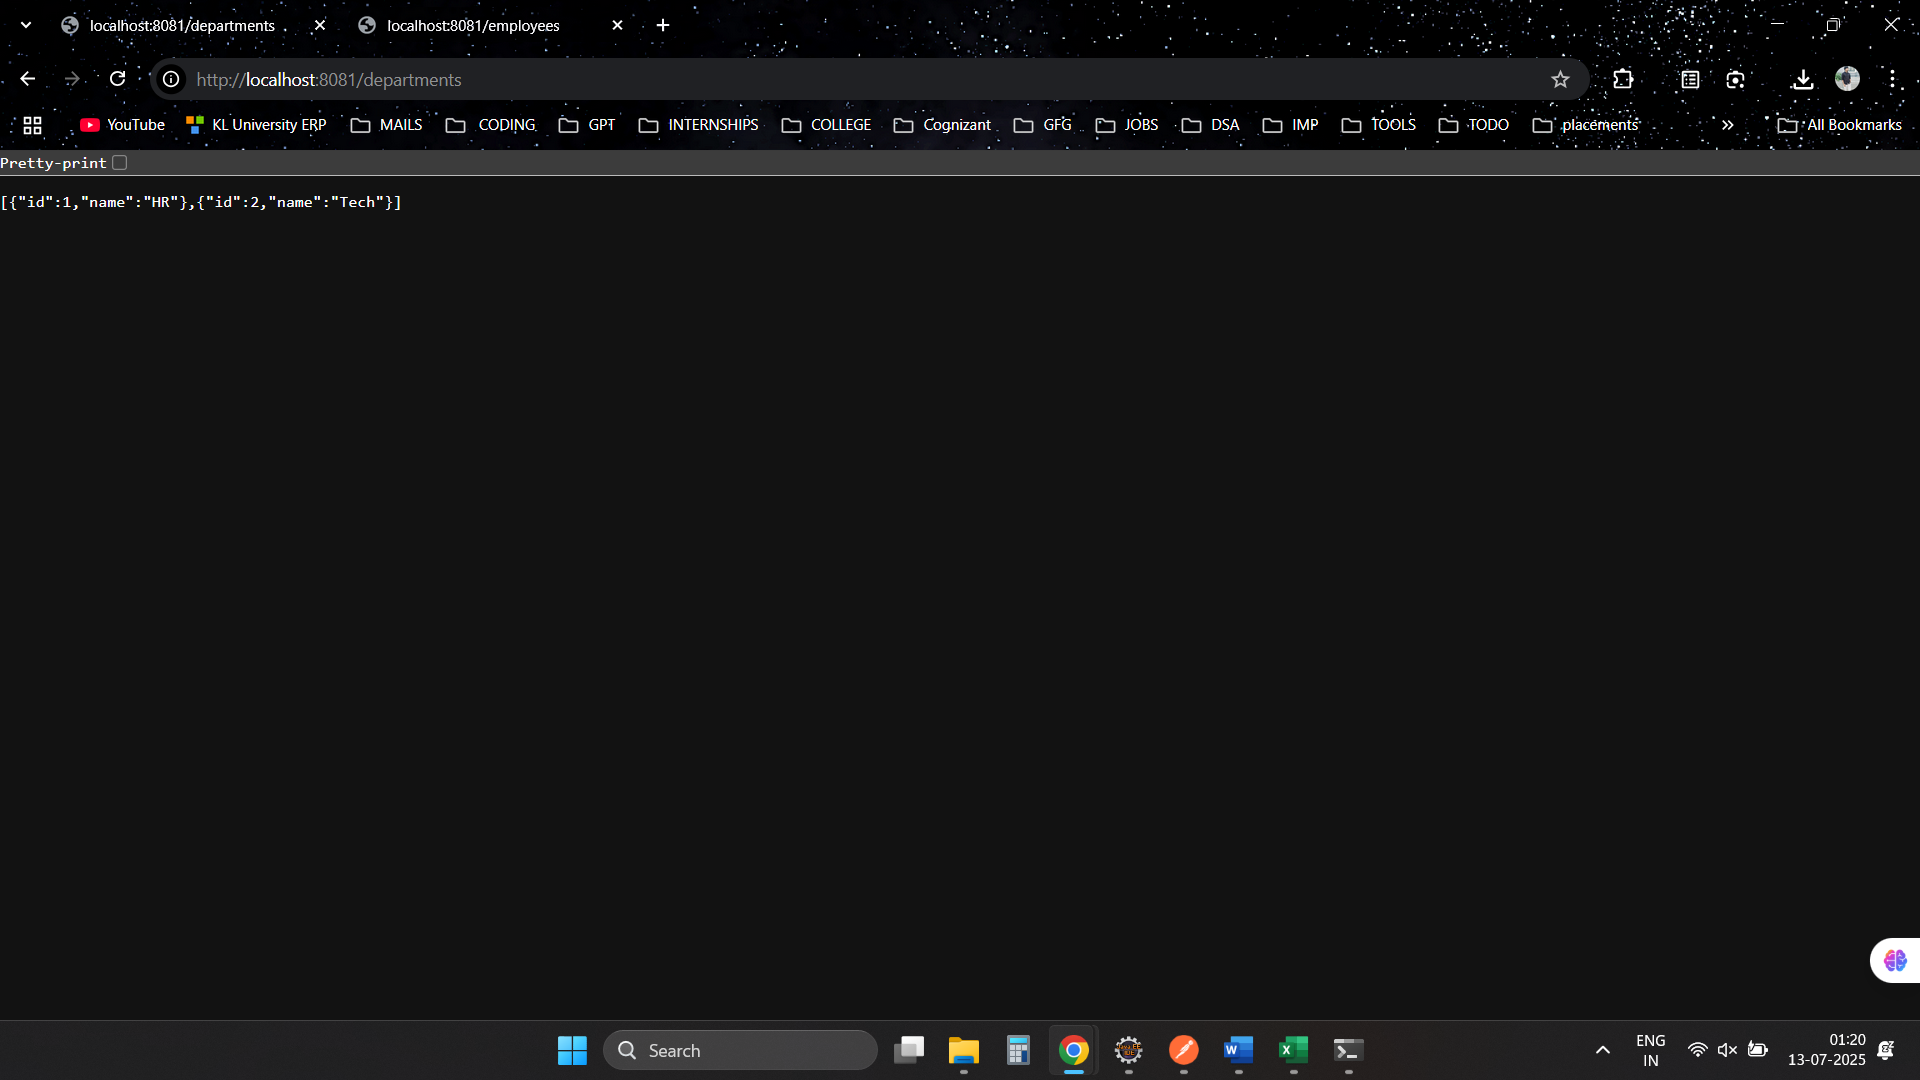 localhost:8081/departments
localhost:8081/employees
http://localhost:8081/departments
YouTube KL University ERP MAILS CODING GPT INTERNSHIPS COLLEGE Cognizant GFG JOBS DSA IMP TOOLS TODO placements » All Bookmarks
Pretty-print
[{"id":1,"name":"HR"},{"id":2,"name":"Tech"}]
Search
ENG
IN
01:20
13-07-2025